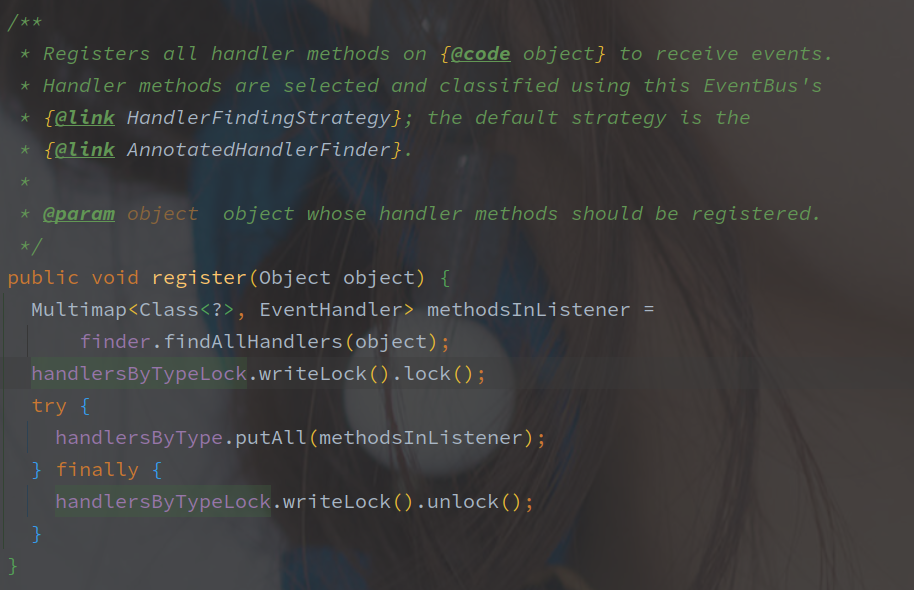 /**
 * Registers all handler methods on {@code object} to receive events.
 * Handler methods are selected and classified using this EventBus's
 * {@link HandlerFindingStrategy}; the default strategy is the
 * {@link AnnotatedHandlerFinder}.
 *
 * @param object  object whose handler methods should be registered.
 */
public void register(Object object) {
  Multimap<Class<?>, EventHandler> methodsInListener =
      finder.findAllHandlers(object);
  handlersByTypeLock.writeLock().lock();
  try {
    handlersByType.putAll(methodsInListener);
  } finally {
    handlersByTypeLock.writeLock().unlock();
  }
}